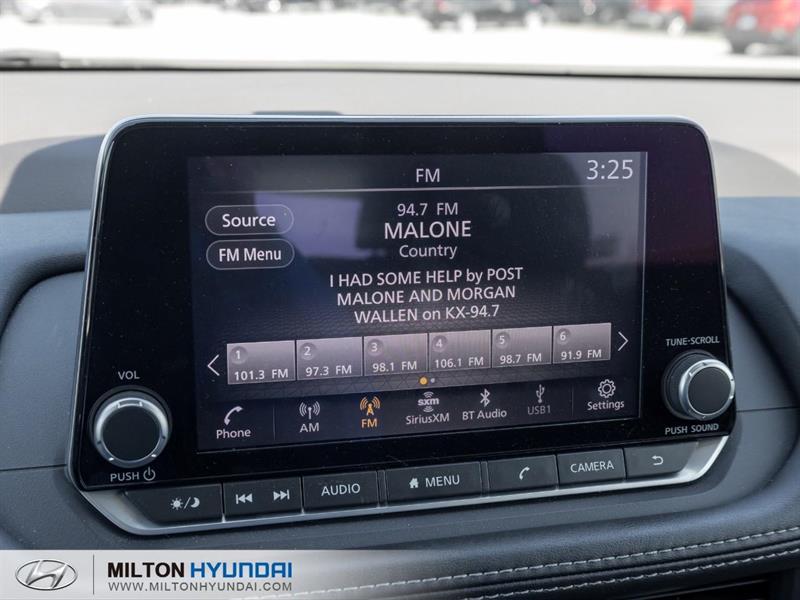 FM
3:25
Source
FM Menu
94.7 FM
MALONE
Country
I HAD SOME HELP by POST
MALONE AND MORGAN
WALLEN on KX-94.7
1 2 3 4 5 6
101.3 FM 97.3 FM 98.1 FM 106.1 FM 98.7 FM 91.9 FM
Phone AM FM SiriusXM BT Audio USB1 Settings
sxm
VOL
PUSH
TUNE-SCROLL
PUSH SOUND
AUDIO MENU CAMERA
MILTON HYUNDAI
WWW.MILTONHYUNDAI.COM